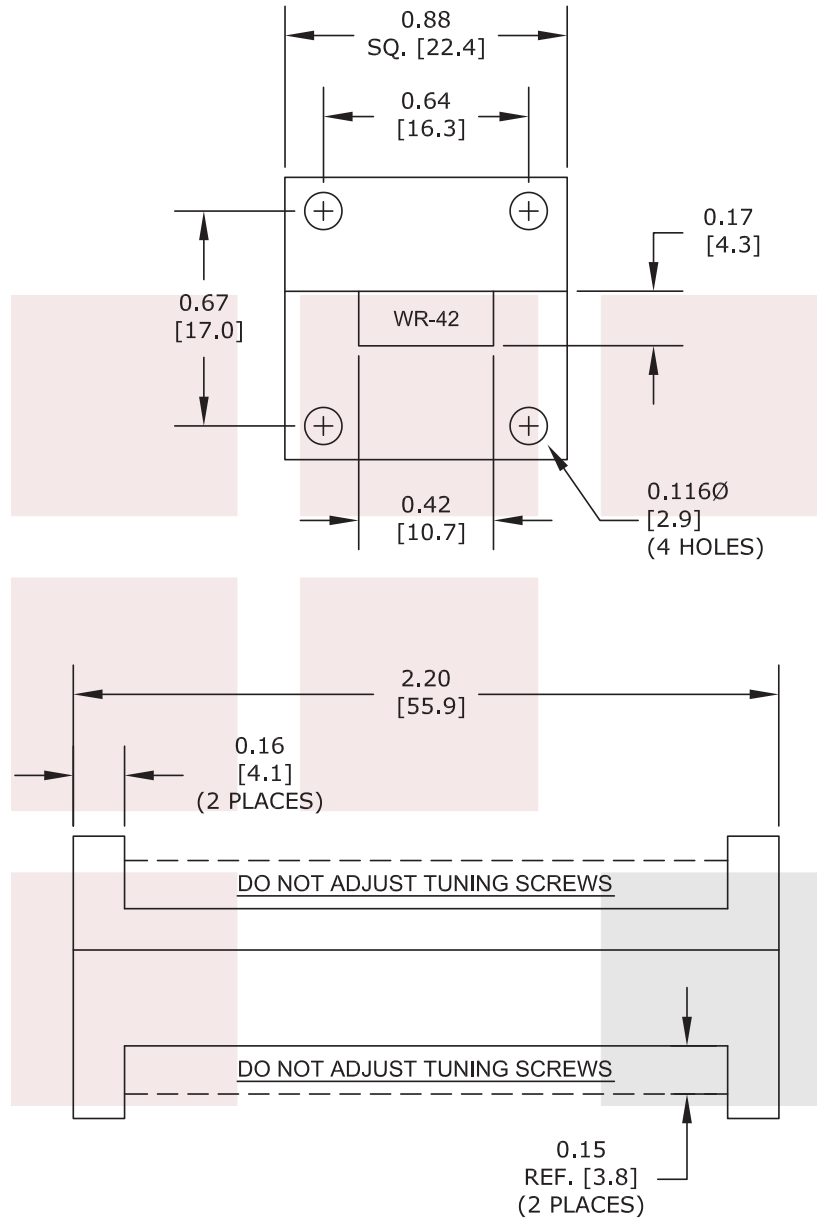 0.88
SQ. [22.4]
0.64
[16.3]
0.17
[4.3]
0.67
[17.0]
WR-42
0.42
[10.7]
0.116Ø
[2.9]
(4 HOLES)
2.20
[55.9]
0.16
[4.1]
(2 PLACES)
DO NOT ADJUST TUNING SCREWS
DO NOT ADJUST TUNING SCREWS
0.15
REF. [3.8]
(2 PLACES)